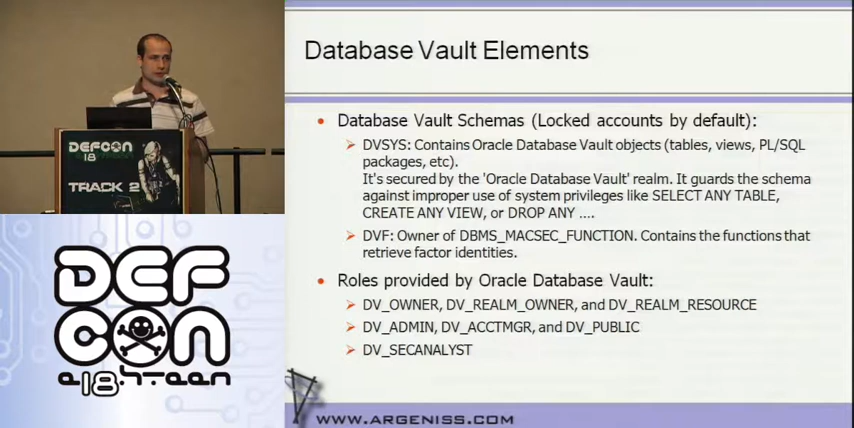 Database Vault Elements
• Database Vault Schemas (Locked accounts by default):
➢ DVSYS: Contains Oracle Database Vault objects (tables, views, PL/SQL
packages, etc).
It's secured by the 'Oracle Database Vault' realm. It guards the schema
against improper use of system privileges like SELECT ANY TABLE,
CREATE ANY VIEW, or DROP ANY ....
➢ DVF: Owner of DBMS_MACSEC_FUNCTION. Contains the functions that
retrieve factor identities.
• Roles provided by Oracle Database Vault:
➢ DV_OWNER, DV_REALM_OWNER, and DV_REALM_RESOURCE
➢ DV_ADMIN, DV_ACCTMGR, and DV_PUBLIC
➢ DV_SECANALYST
WWW.ARGENISS.COM
DEFCON
18
TRACK 2
DEF
CON
e18hteen